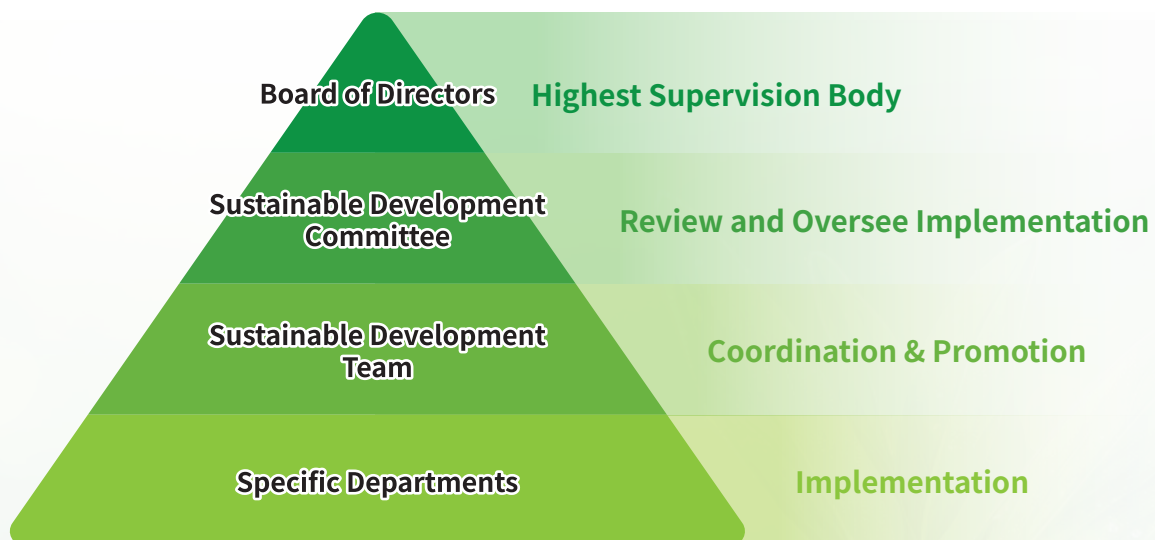 Board of Directors
Highest Supervision Body
Sustainable Development
Committee
Review and Oversee Implementation
Sustainable Development
Team
Coordination & Promotion
Specific Departments
Implementation